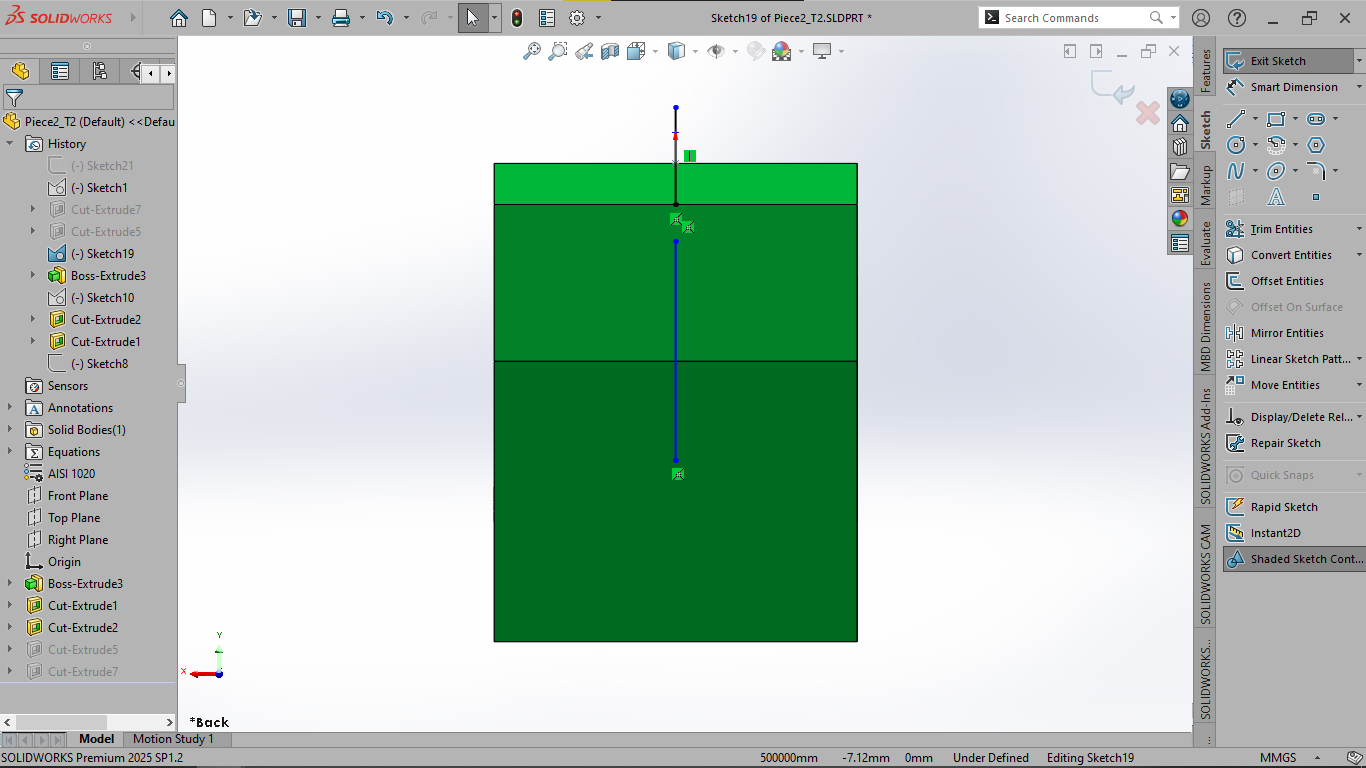 SOLIDWORKS
Sketch19 of Piece2_T2.SLDPRT *
Search Commands
Piece2_T2 (Default) <<Defau
History
(-) Sketch21
(-) Sketch1
Cut-Extrude7
Cut-Extrude5
(-) Sketch19
Boss-Extrude3
(-) Sketch10
Cut-Extrude2
Cut-Extrude1
(-) Sketch8
Sensors
Annotations
Solid Bodies(1)
Equations
AISI 1020
Front Plane
Top Plane
Right Plane
Origin
Boss-Extrude3
Cut-Extrude1
Cut-Extrude2
Cut-Extrude5
Cut-Extrude7
Y
X
*Back
Features
Sketch
Markup
Evaluate
MBD Dimensions
SOLIDWORKS Add-Ins
SOLIDWORKS CAM
SOLIDWORKS...
Exit Sketch
Smart Dimension
Trim Entities
Convert Entities
Offset Entities
Offset On Surface
Mirror Entities
Linear Sketch Patt...
Move Entities
Display/Delete Rel...
Repair Sketch
Quick Snaps
Rapid Sketch
Instant2D
Shaded Sketch Cont...
Model
Motion Study 1
SOLIDWORKS Premium 2025 SP1.2
500000mm
-7.12mm
0mm
Under Defined
Editing Sketch19
MMGS